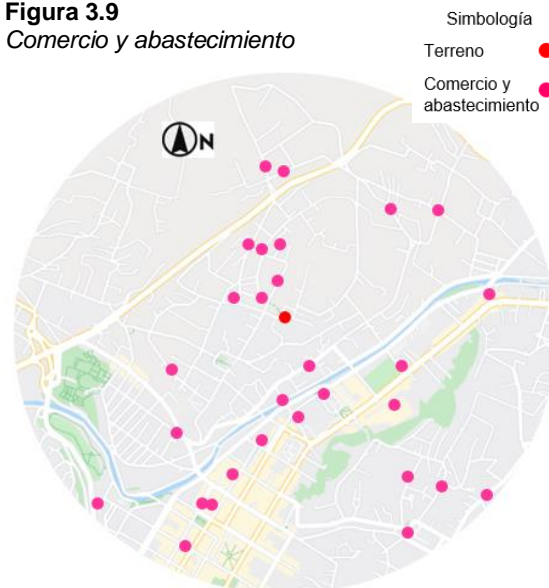 Figura 3.9
Comercio y abastecimiento
Simbología
Terreno
Comercio y
abastecimiento
N